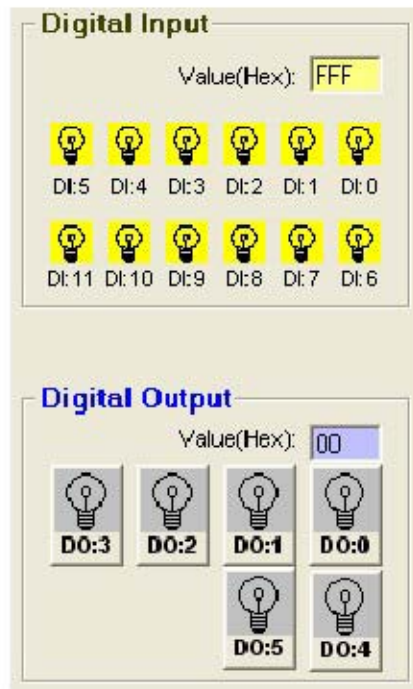 Digital Input
Value(Hex): FFF
DI:5 DI:4 DI:3 DI:2 DI:1 DI:0
DI:11 DI:10 DI:9 DI:8 DI:7 DI:6
Digital Output
Value(Hex): 00
DO:3 DO:2 DO:1 DO:0
DO:5 DO:4